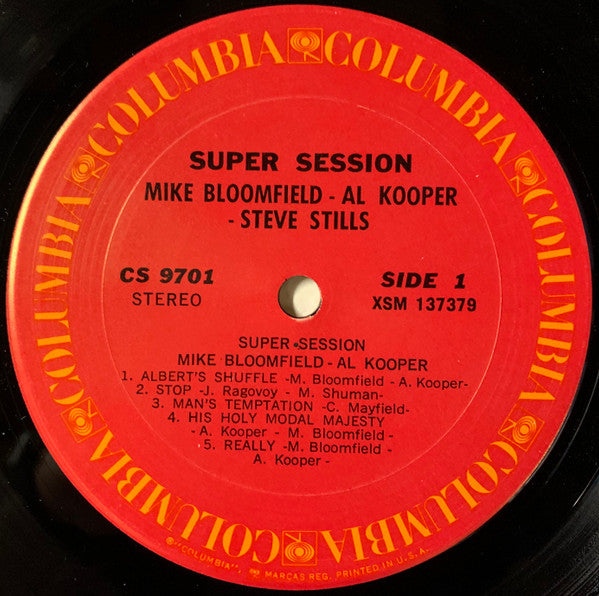 COLUMBIA COLUMBIA COLUMBIA COLUMBIA COLUMBIA COLUMBIA
SUPER SESSION
MIKE BLOOMFIELD - AL KOOPER
- STEVE STILLS
CS 9701
STEREO
SIDE 1
XSM 137379
SUPER SESSION
MIKE BLOOMFIELD - AL KOOPER
1. ALBERT'S SHUFFLE -M. Bloomfield - A. Kooper-
2. STOP -J. Ragovoy - M. Shuman-
3. MAN'S TEMPTATION -C. Mayfield-
4. HIS HOLY MODAL MAJESTY
- A. Kooper - M. Bloomfield -
5. REALLY -M. Bloomfield -
A. Kooper -
"COLUMBIA", MARCAS REG. PRINTED IN U.S.A.